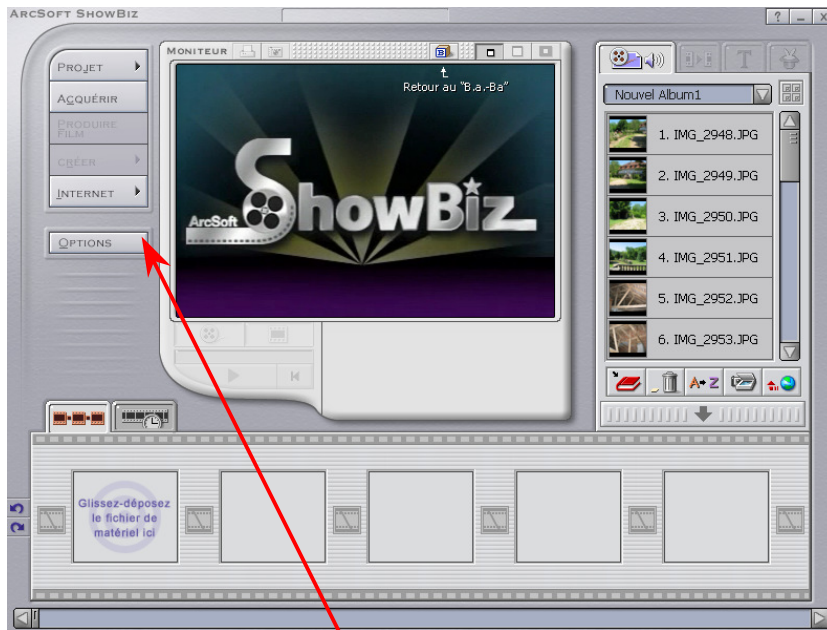 ArcSoft ShowBiz
Projet
Acquérir
Produire
Film
Créer
Internet
Options
Moniteur
Retour au "B.a.-Ba"
ArcSoft ShowBiz
T
Nouvel Album1
1. IMG_2948.JPG
2. IMG_2949.JPG
3. IMG_2950.JPG
4. IMG_2951.JPG
5. IMG_2952.JPG
6. IMG_2953.JPG
A Z
Glissez-déposez
le fichier de
matériel ici